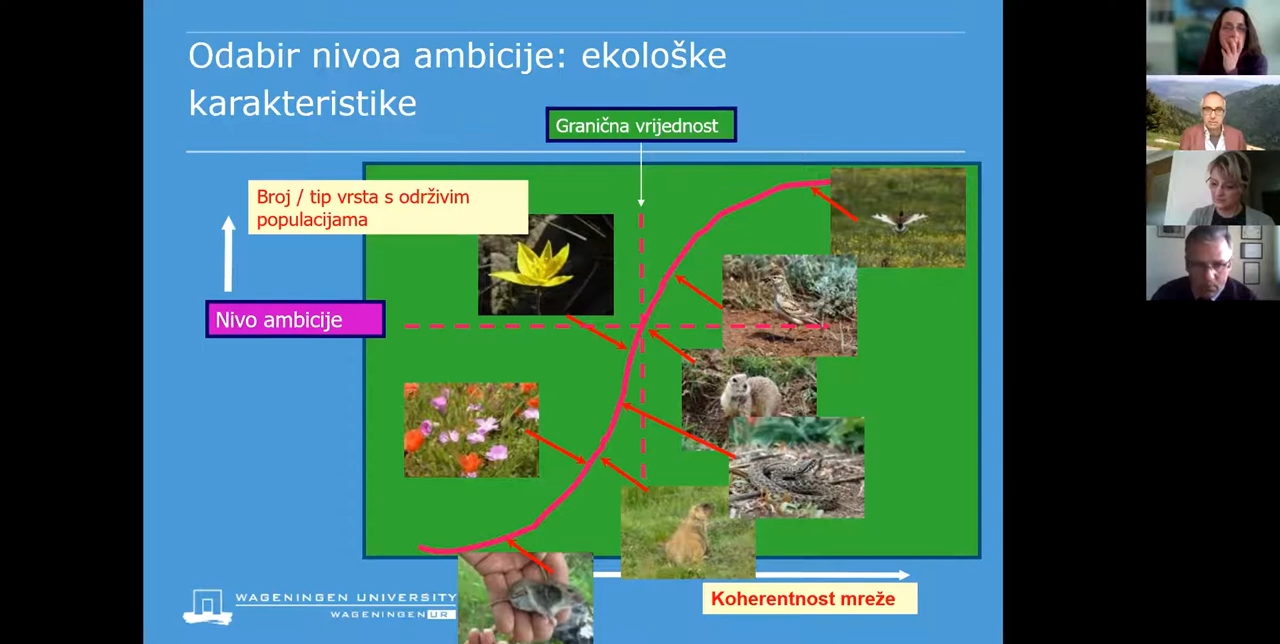 Odabir nivoa ambicije: ekološke
karakteristike
Granična vrijednost
Broj / tip vrsta s održivim
populacijama
Nivo ambicije
Koherentnost mreže
WAGENINGEN UNIVERSITY
WAGENINGEN UR